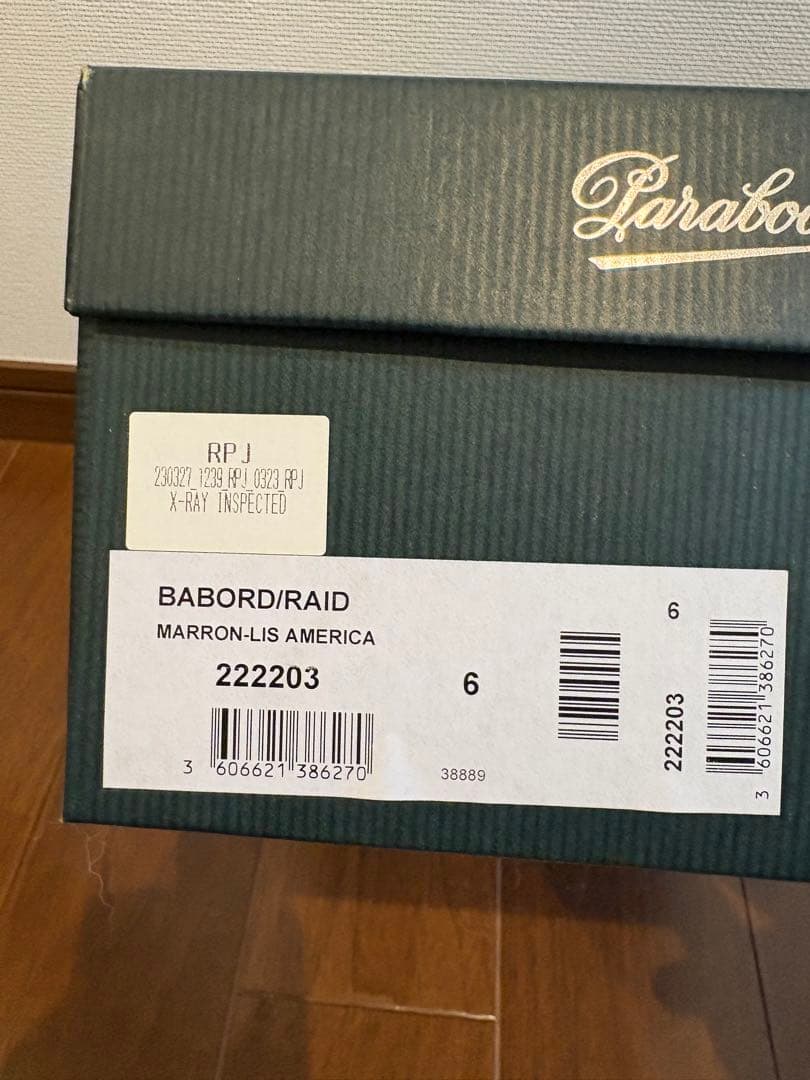 Paraboo
RPJ
230327_1239_RPJ_0323_RPJ
X-RAY INSPECTED
BABORD/RAID
MARRON-LIS AMERICA
222203
6
3 606621 386270
38889
6
222203
3 606621 386270